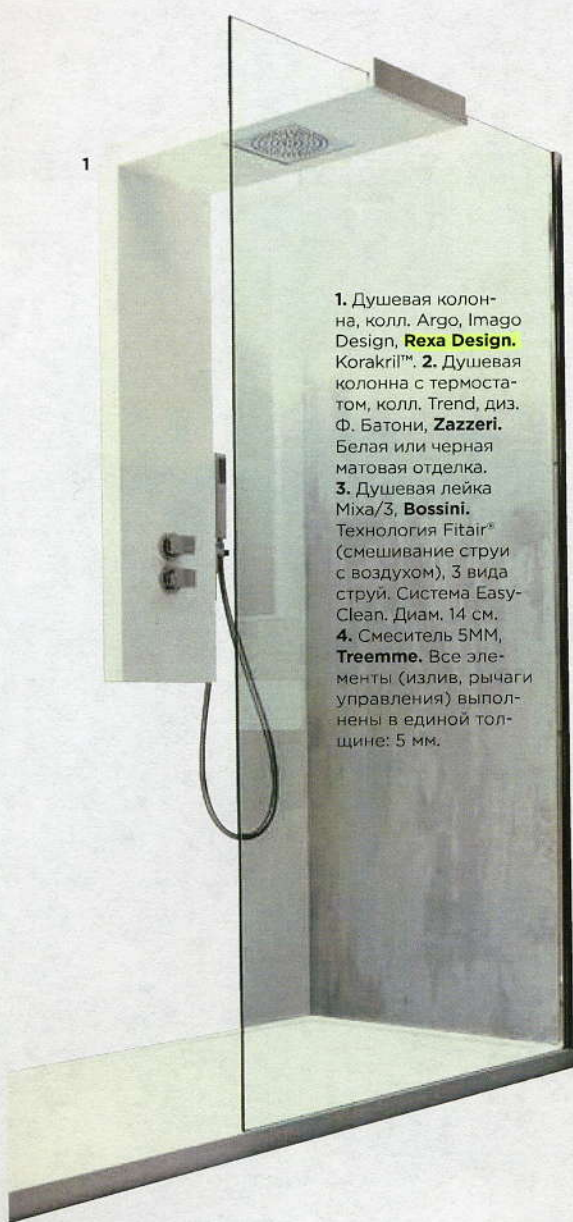 1
1. Душевая колон-
на, колл. Argo, Imago
Design, Rexa Design.
Korakril™. 2. Душевая
колонна с термоста-
том, колл. Trend, диз.
Ф. Батони, Zazzeri.
Белая или черная
матовая отделка.
3. Душевая лейка
Mixa/3, Bossini.
Технология Fitair®
(смешивание струи
с воздухом), 3 вида
струй. Система Easy-
Clean. Диам. 14 см.
4. Смеситель 5MM,
Treemme. Все эле-
менты (излив, рычаги
управления) выпол-
нены в единой тол-
щине: 5 мм.